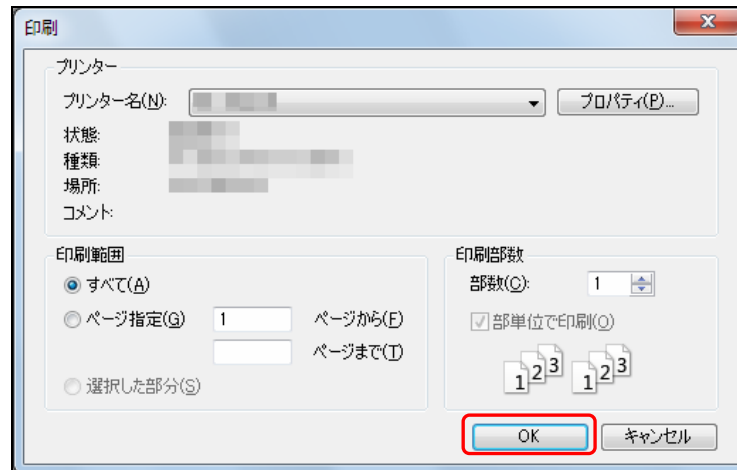 印刷
プリンター
プリンター名(N):
プロパティ(P)...
状態:
種類:
場所:
コメント:
印刷範囲
すべて(A)
ページ指定(G) 1 ページから(F)
ページまで(T)
選択した部分(S)
印刷部数
部数(C): 1
部単位で印刷(O)
1 2 3 1 2 3
OK キャンセル